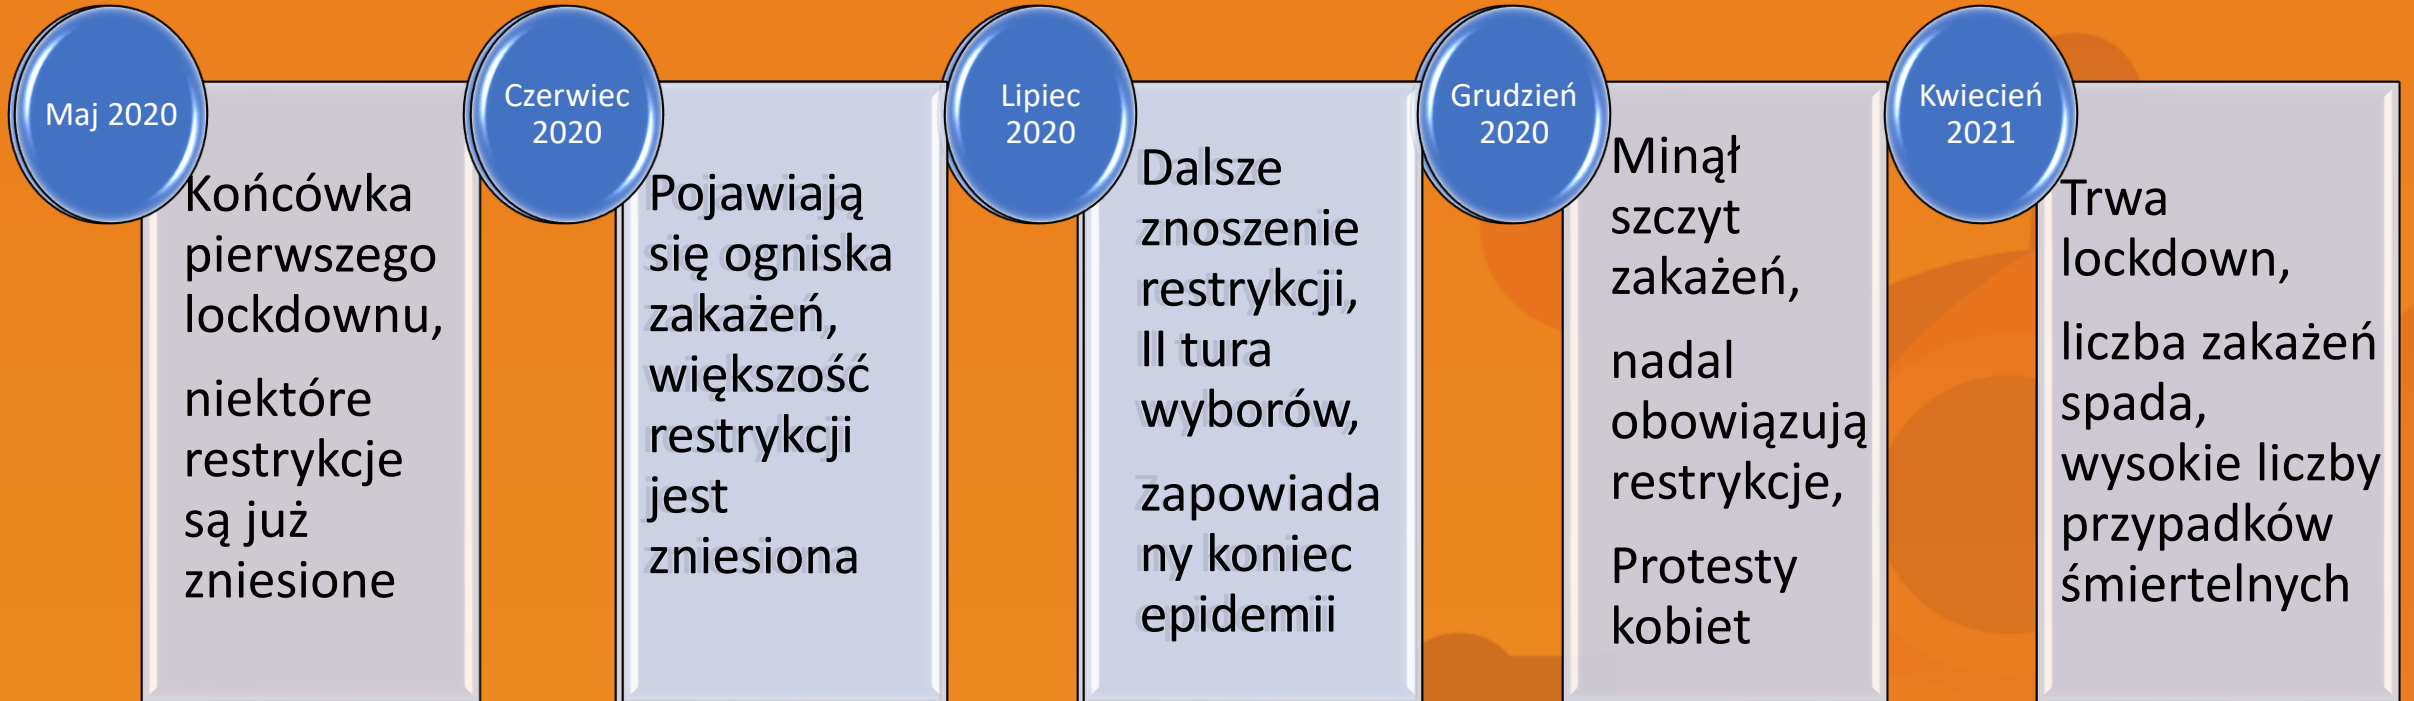 Maj 2020
Końcówka
pierwszego
lockdownu,
niektóre
restrykcje
są już
zniesione
Czerwiec
2020
Pojawiają
się ogniska
zakażeń,
większość
restrykcji
jest
zniesiona
Lipiec
2020
Dalsze
znoszenie
restrykcji,
II tura
wyborów,
zapowiada
ny koniec
epidemii
Grudzień
2020
Minął
szczyt
zakażeń,
nadal
obowiązują
restrykcje,
Protesty
kobiet
Kwiecień
2021
Trwa
lockdown,
liczba zakażeń
spada,
wysokie liczby
przypadków
śmiertelnych